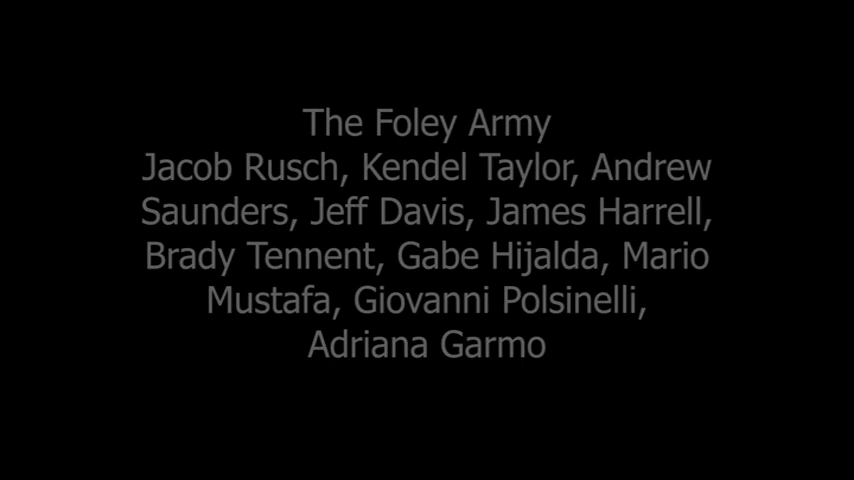 The Foley Army
Jacob Rusch, Kendel Taylor, Andrew
Saunders, Jeff Davis, James Harrell,
Brady Tennent, Gabe Hijalda, Mario
Mustafa, Giovanni Polsinelli,
Adriana Garmo